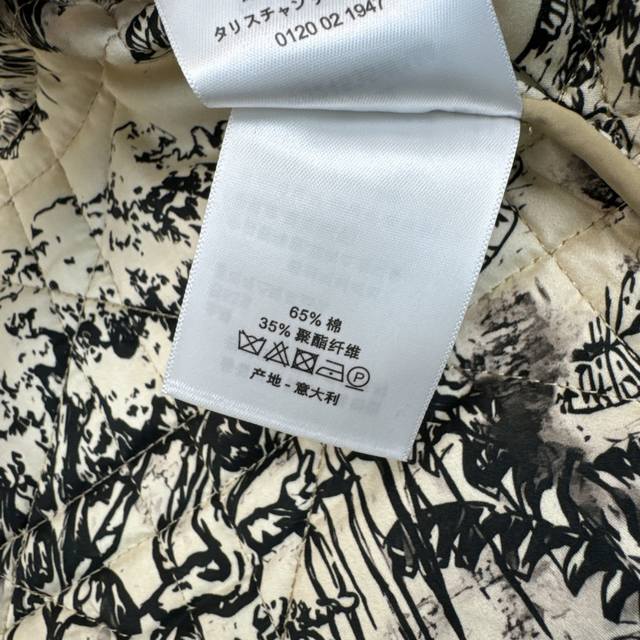 タリスチャン
0120 02 1947
65% 棉
35% 聚酯纤维
P
产地 - 意大利